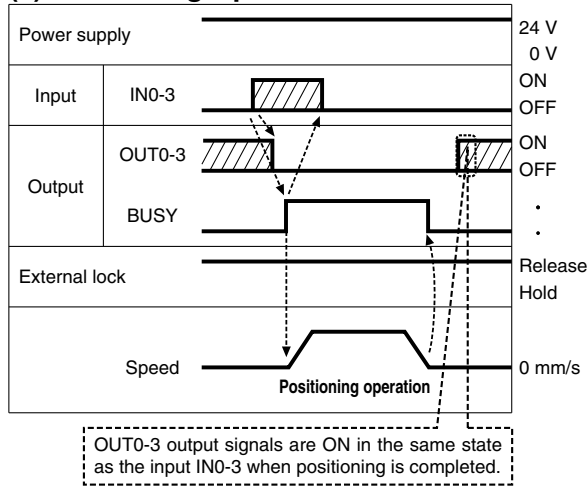 Power supply
24 V
0 V
Input
IN0-3
ON
OFF
Output
OUT0-3
ON
OFF
BUSY
External lock
Release
Hold
Speed
0 mm/s
Positioning operation
OUT0-3 output signals are ON in the same state
as the input IN0-3 when positioning is completed.